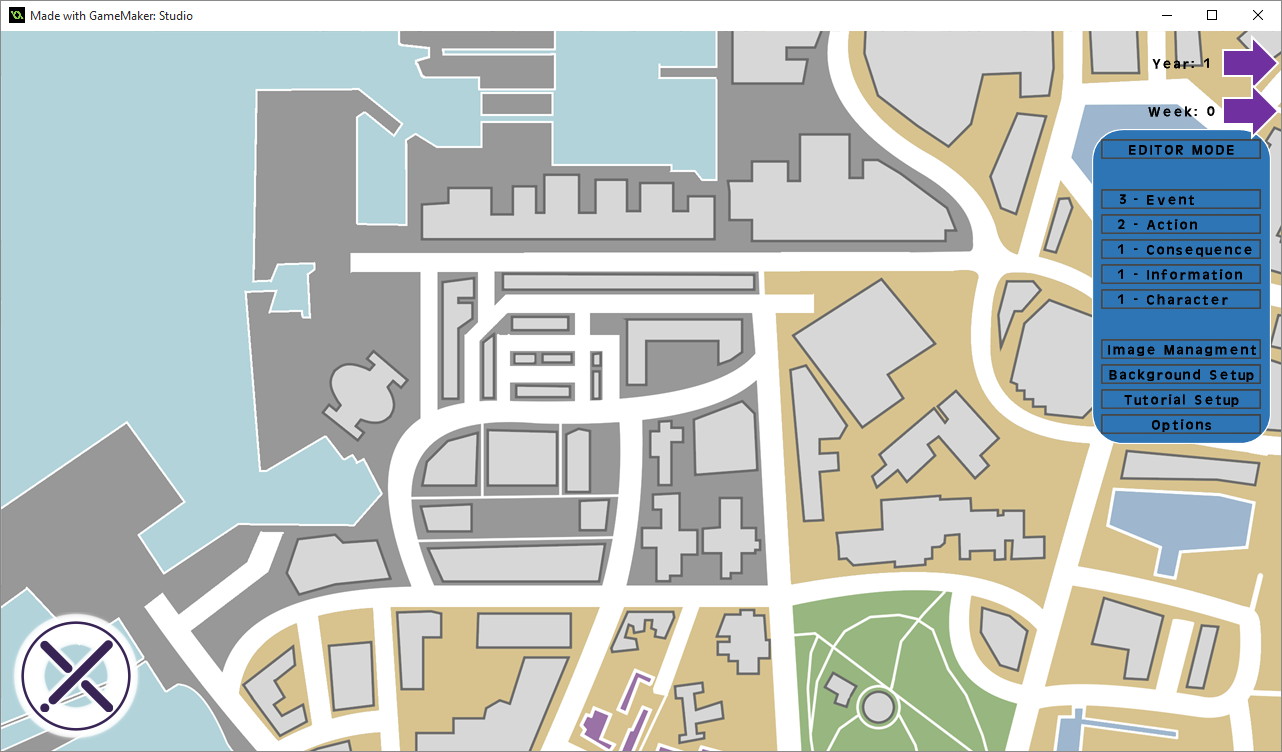 Made with GameMaker: Studio
Year: 1
Week: 0
EDITOR MODE
3 - Event
2 - Action
1 - Consequence
1 - Information
1 - Character
Image Managment
Background Setup
Tutorial Setup
Options